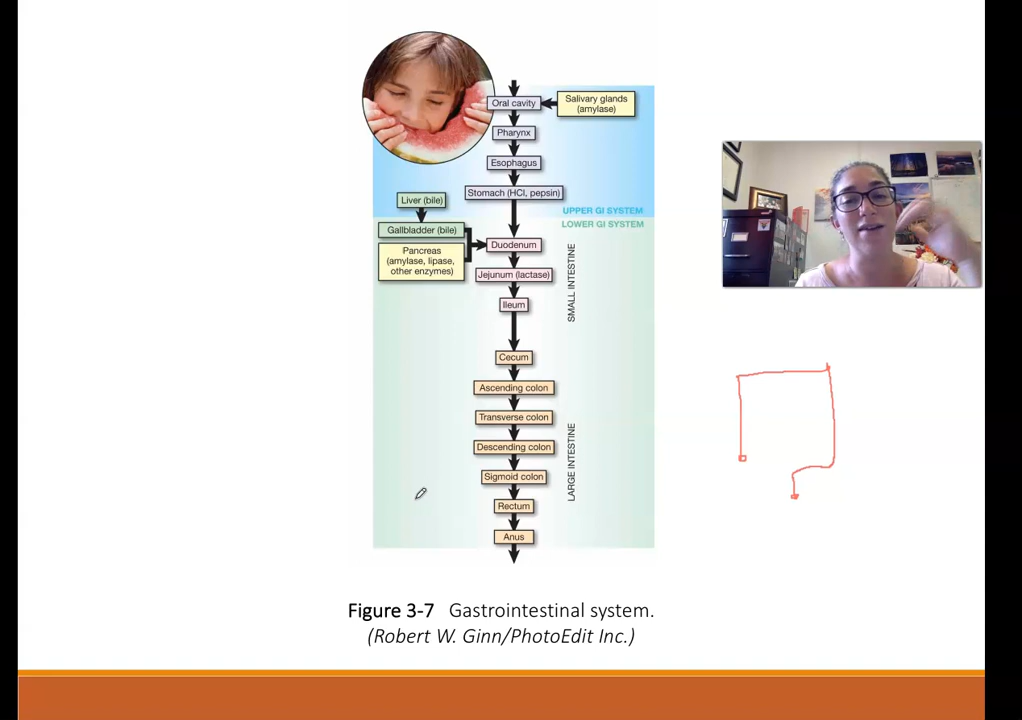 Oral cavity
Salivary glands
(amylase)
Pharynx
Esophagus
Stomach (HCl, pepsin)
UPPER GI SYSTEM
LOWER GI SYSTEM
Liver (bile)
Gallbladder (bile)
Pancreas
(amylase, lipase,
other enzymes)
Duodenum
Jejunum (lactase)
Ileum
SMALL INTESTINE
Cecum
Ascending colon
Transverse colon
Descending colon
Sigmoid colon
Rectum
Anus
LARGE INTESTINE
Figure 3-7 Gastrointestinal system.
(Robert W. Ginn/PhotoEdit Inc.)